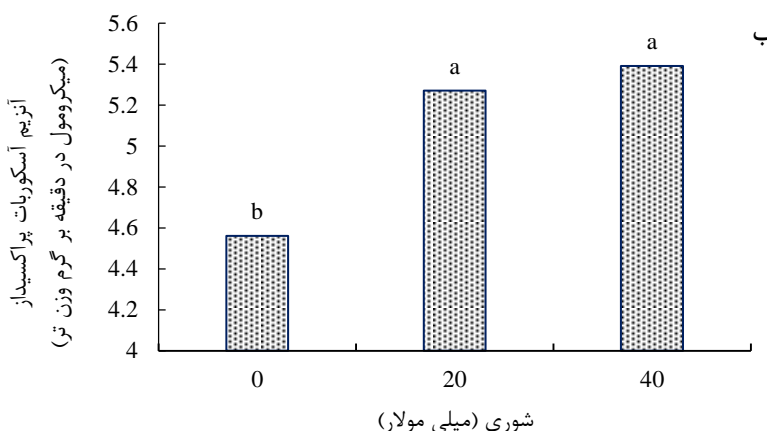 ب
آنزیم آسکوربات پراکسیداز
(میکرومول در دقیقه بر گرم وزن تر)
5.6
5.4
5.2
5
4.8
4.6
4.4
4.2
4
b
a
a
0 20 40
شوری (میلی مولار)